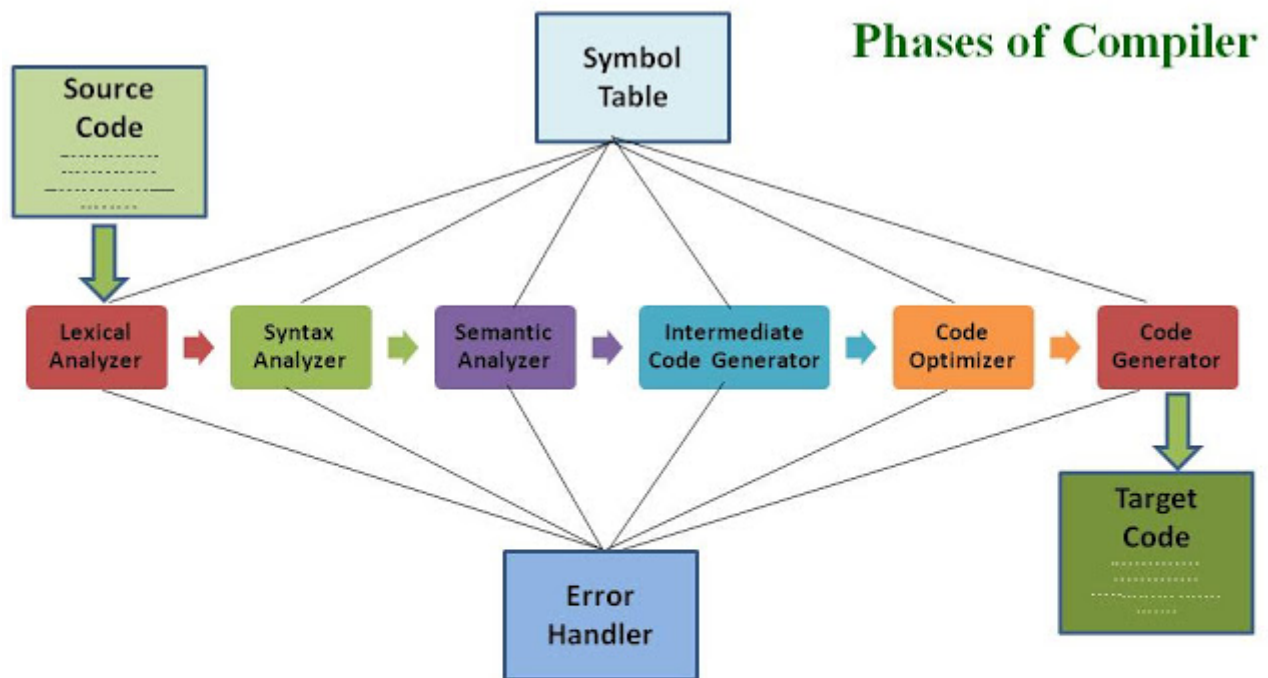 Phases of Compiler
Symbol
Table
Source
Code
Lexical
Analyzer
Syntax
Analyzer
Semantic
Analyzer
Intermediate
Code Generator
Code
Optimizer
Code
Generator
Target
Code
Error
Handler